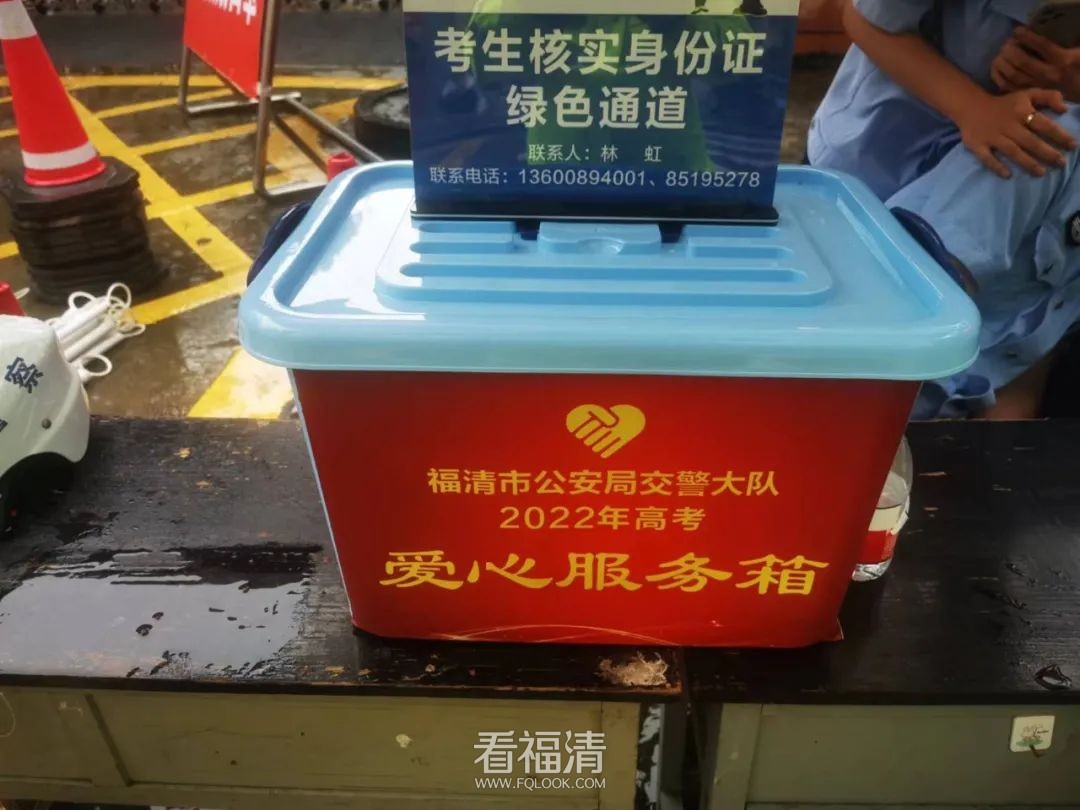 考生核实身份证
绿色通道
联系人：林 虹
联系电话：13600894001、85195278
福清市公安局交警大队
2022年高考
爱心服务箱
察
看福清
WWW.FQLOOK.COM